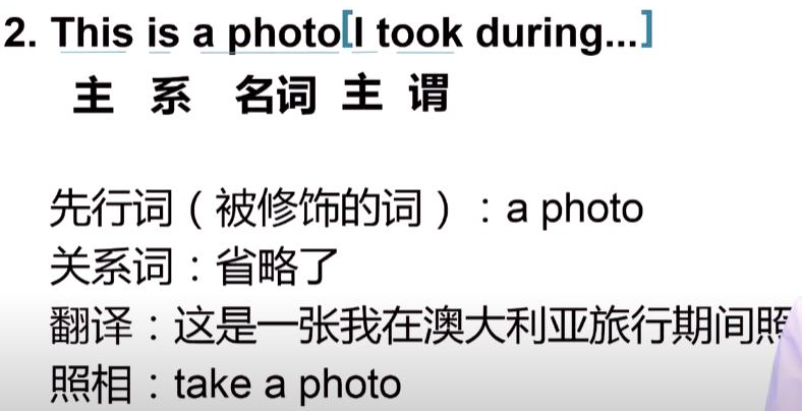 2. This is a photo[I took during...]
主 系 名词 主 谓
先行词（被修饰的词）：a photo
关系词：省略了
翻译：这是一张我在澳大利亚旅行期间照
照相：take a photo